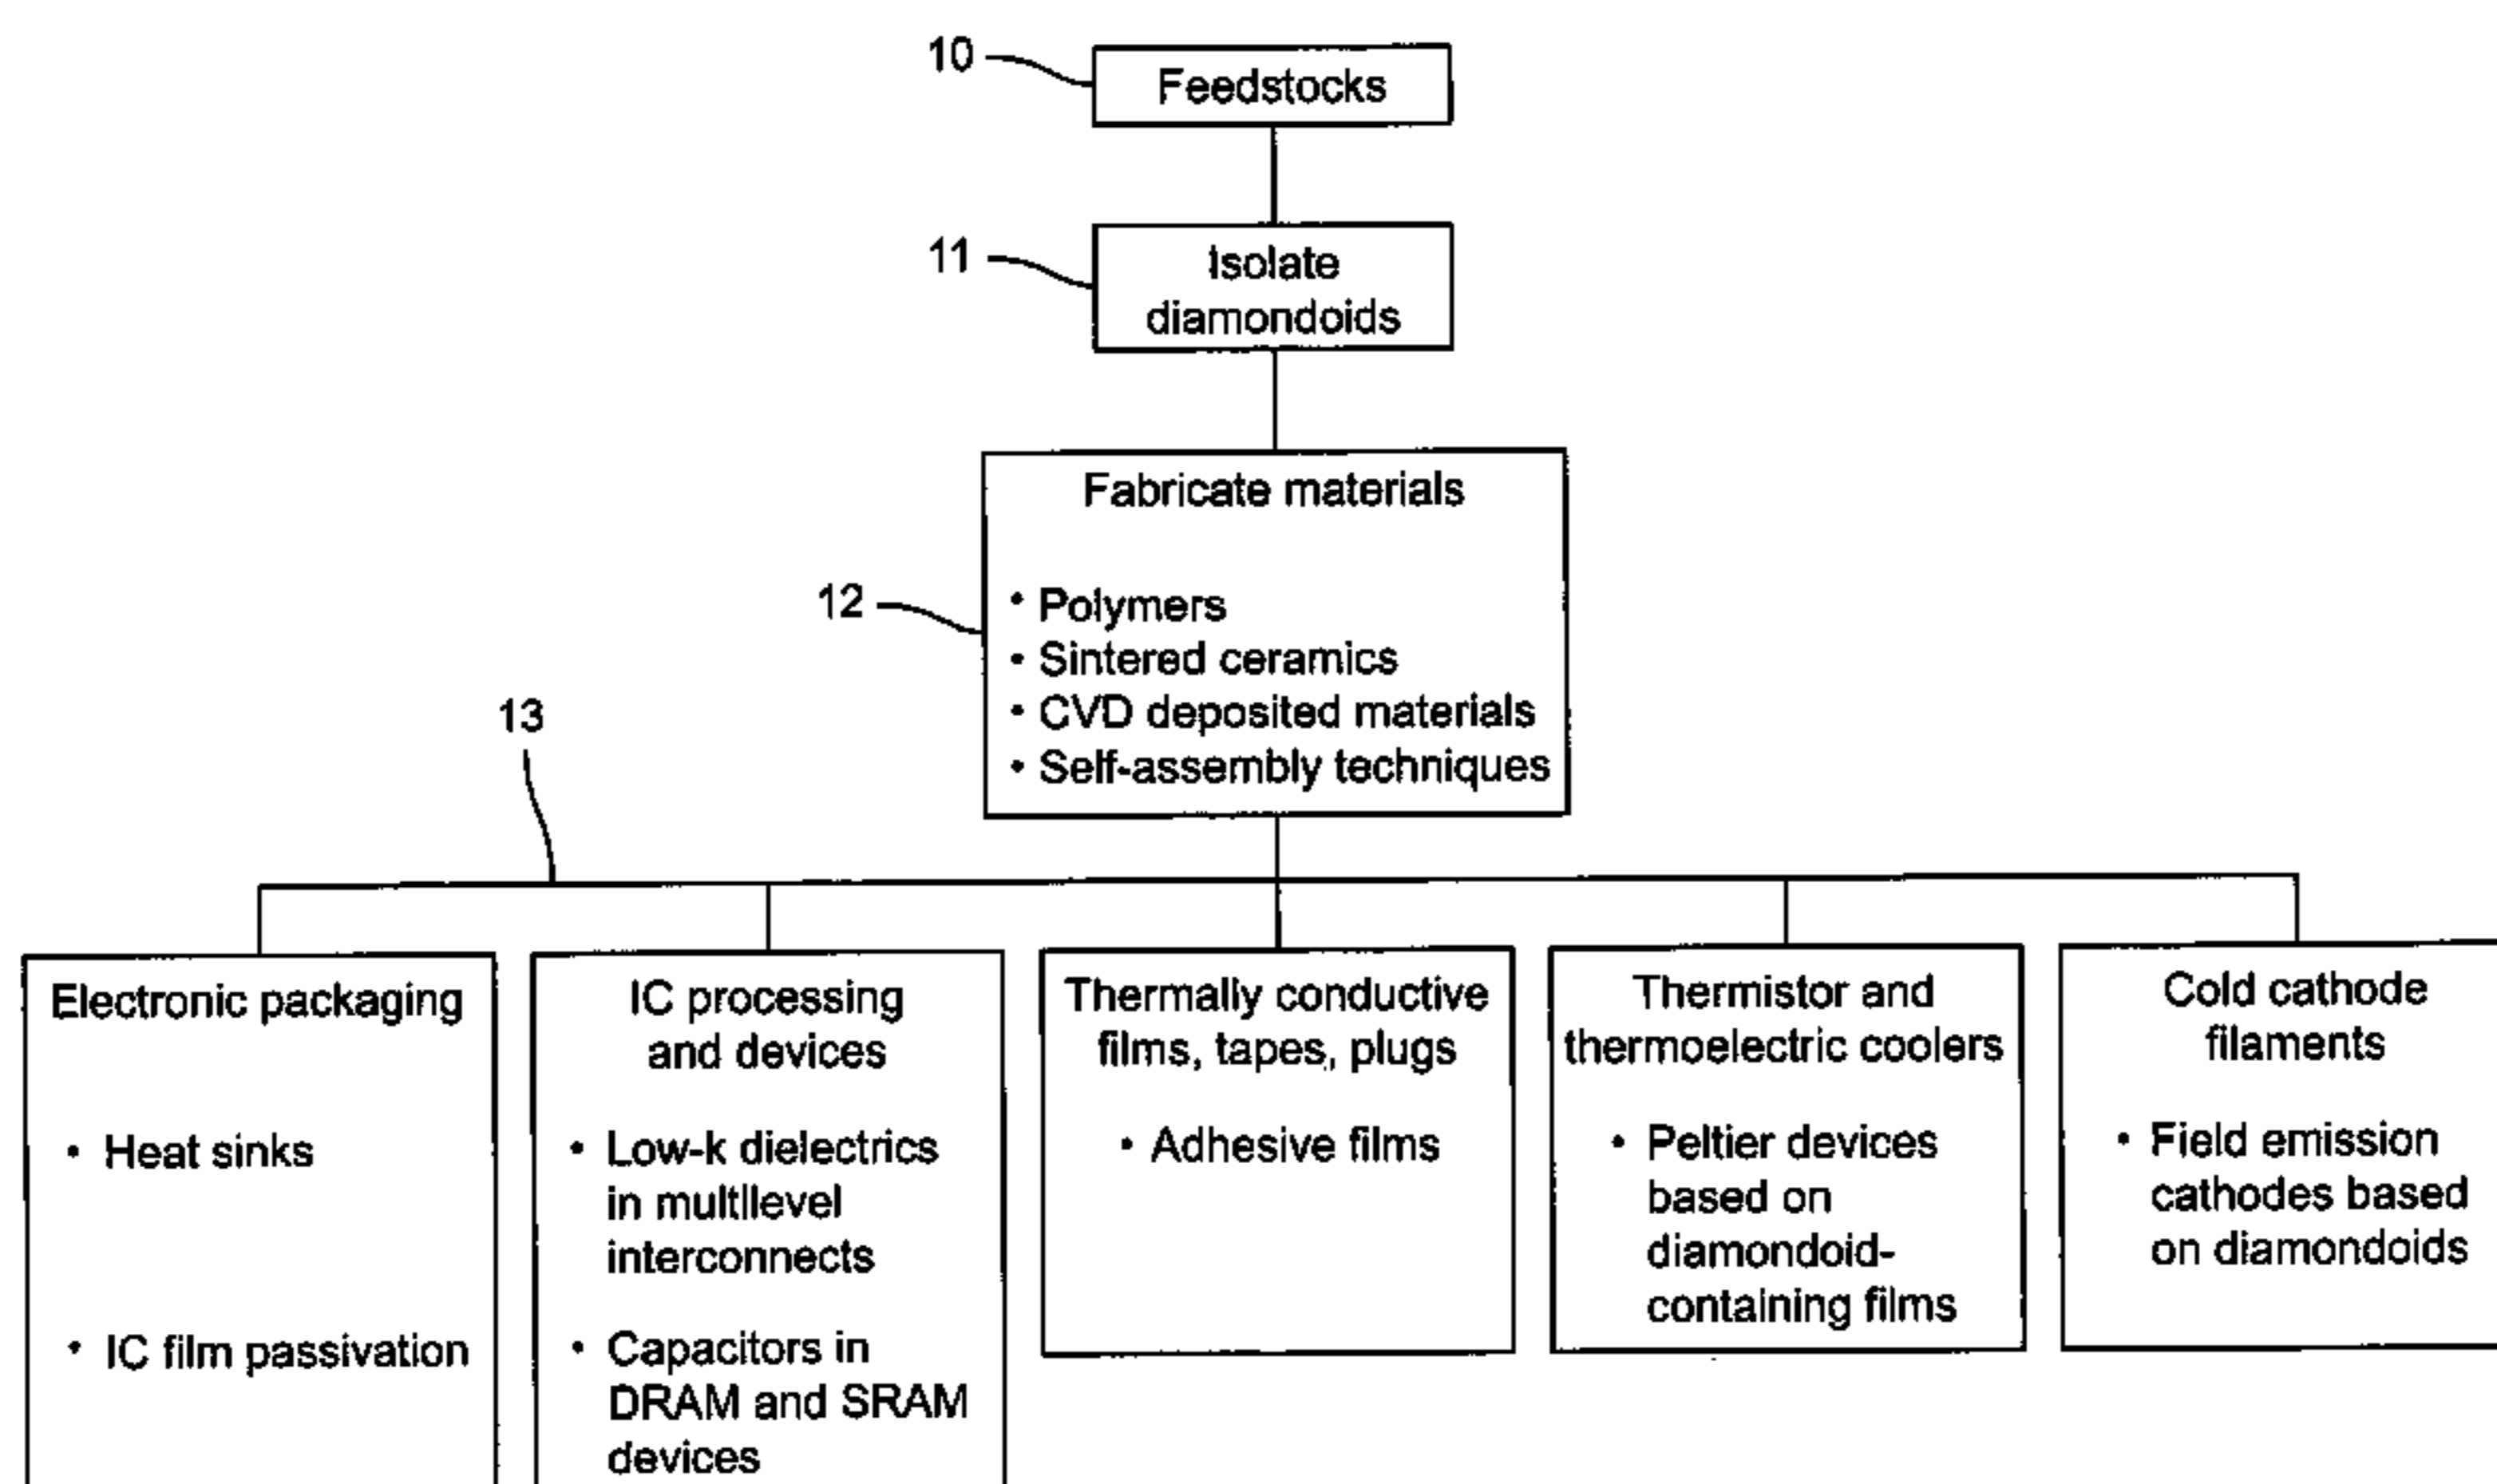 10
Feedstocks
11
Isolate
diamondoids
Fabricate materials
12
• Polymers
• Sintered ceramics
• CVD deposited materials
• Self-assembly techniques
13
Electronic packaging
• Heat sinks
• IC film passivation
IC processing
and devices
• Low-k dielectrics
in multllevel
interconnects
• Capacitors in
DRAM and SRAM
devices
Thermally conductive
films, tapes, plugs
• Adhesive films
Thermistor and
thermoelectric coolers
• Peltier devices
based on
diamondoid-
containing films
Cold cathode
filaments
• Field emission
cathodes based
on diamondoids